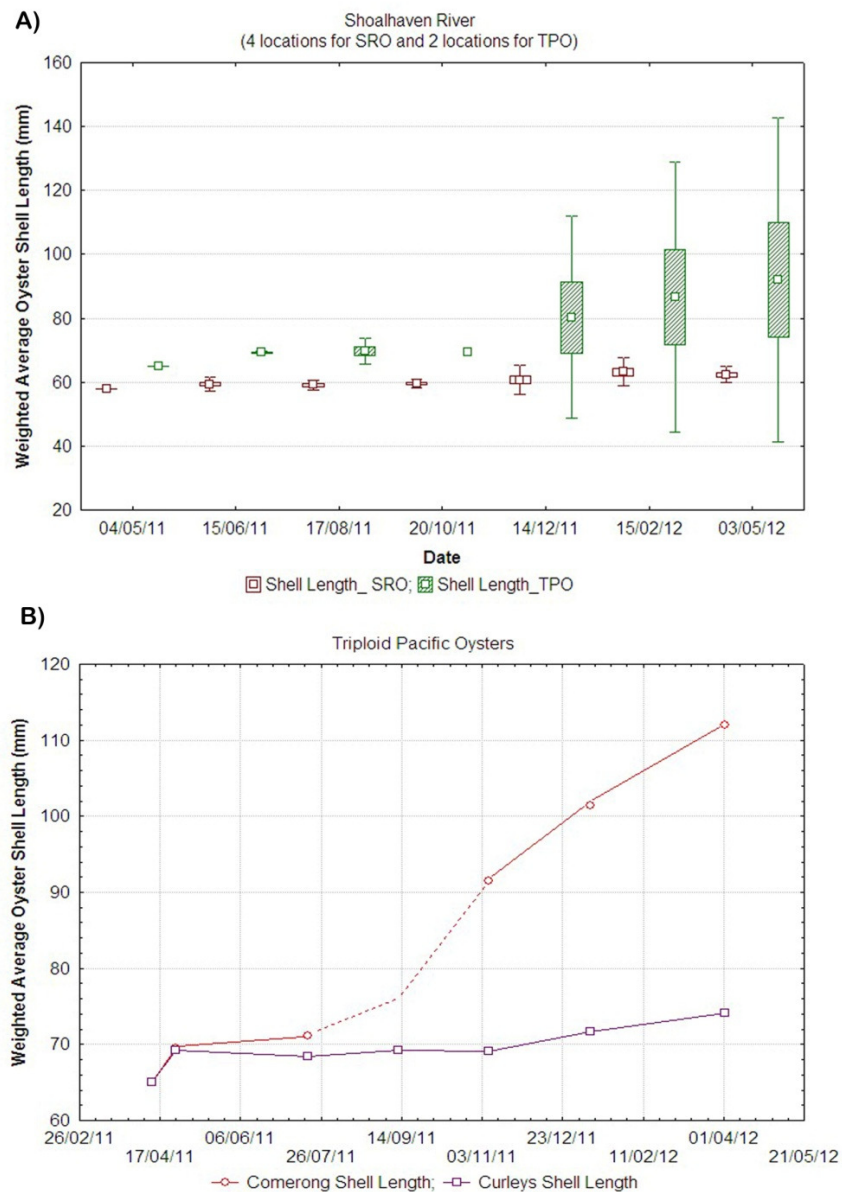 A)
Shoalhaven River
(4 locations for SRO and 2 locations for TPO)
Weighted Average Oyster Shell Length (mm)
160
140
120
100
80
60
40
20
04/05/11 15/06/11 17/08/11 20/10/11 14/12/11 15/02/12 03/05/12
Date
Shell Length_ SRO; Shell Length_TPO
B)
Triploid Pacific Oysters
Weighted Average Oyster Shell Length (mm)
120
110
100
90
80
70
60
26/02/11 06/06/11 14/09/11 23/12/11 01/04/12
17/04/11 26/07/11 03/11/11 11/02/12 21/05/12
Comerong Shell Length; Curleys Shell Length